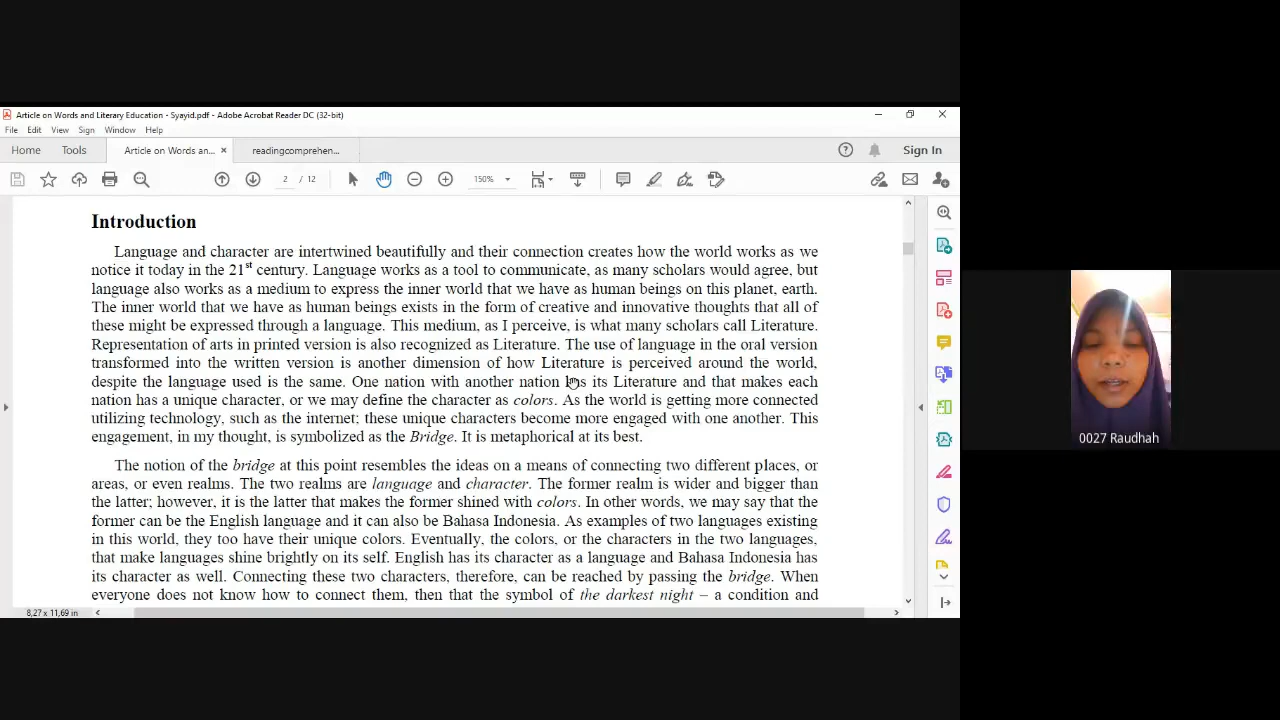 Article on Words and Literary Education - Syayid.pdf - Adobe Acrobat Reader DC (32-bit)
File Edit View Sign Window Help
Home Tools Article on Words an... × readingcomprehen... Sign In
2 / 12 150%
Introduction
Language and character are intertwined beautifully and their connection creates how the world works as we
notice it today in the 21st century. Language works as a tool to communicate, as many scholars would agree, but
language also works as a medium to express the inner world that we have as human beings on this planet, earth.
The inner world that we have as human beings exists in the form of creative and innovative thoughts that all of
these might be expressed through a language. This medium, as I perceive, is what many scholars call Literature.
Representation of arts in printed version is also recognized as Literature. The use of language in the oral version
transformed into the written version is another dimension of how Literature is perceived around the world,
despite the language used is the same. One nation with another nation has its Literature and that makes each
nation has a unique character, or we may define the character as colors. As the world is getting more connected
utilizing technology, such as the internet; these unique characters become more engaged with one another. This
engagement, in my thought, is symbolized as the Bridge. It is metaphorical at its best.
The notion of the bridge at this point resembles the ideas on a means of connecting two different places, or
areas, or even realms. The two realms are language and character. The former realm is wider and bigger than
the latter; however, it is the latter that makes the former shined with colors. In other words, we may say that the
former can be the English language and it can also be Bahasa Indonesia. As examples of two languages existing
in this world, they too have their unique colors. Eventually, the colors, or the characters in the two languages,
that make languages shine brightly on its self. English has its character as a language and Bahasa Indonesia has
its character as well. Connecting these two characters, therefore, can be reached by passing the bridge. When
everyone does not know how to connect them, then that the symbol of the darkest night – a condition and
8,27 x 11,69 in
0027 Raudhah